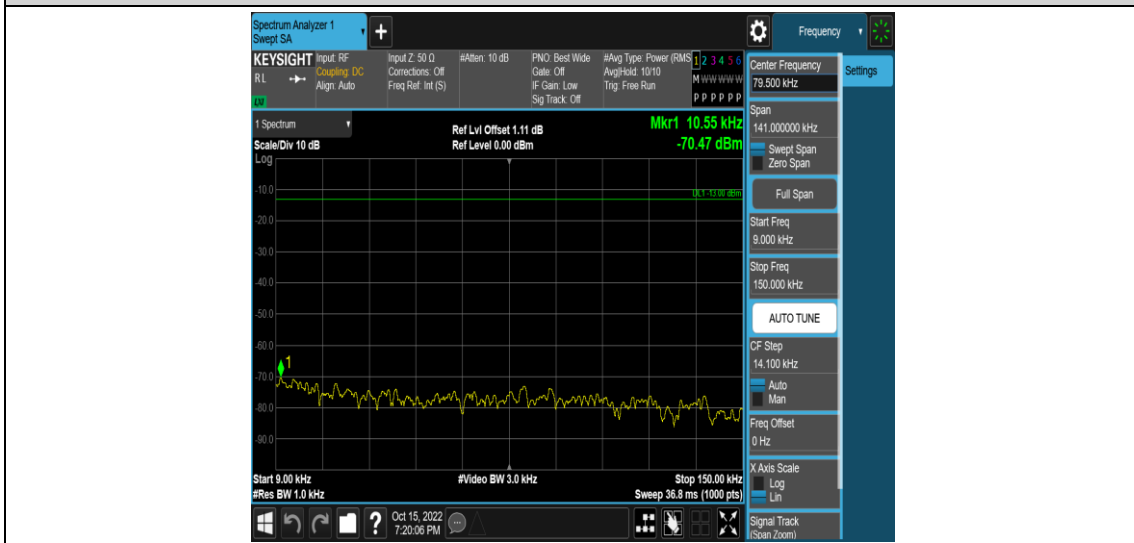 Spectrum Analyzer 1
Swept SA
+
Frequency
KEYSIGHT
RL
LXI
Input: RF
Coupling: DC
Align: Auto
Input Z: 50 Ω
Corrections: Off
Freq Ref: Int (S)
#Atten: 10 dB
PNO: Best Wide
Gate: Off
IF Gain: Low
Sig Track: Off
#Avg Type: Power (RMS
Avg|Hold: 10/10
Trig: Free Run
1 2 3 4 5 6
M W W W W W
P P P P P P
1 Spectrum
Scale/Div 10 dB
Log
Ref Lvl Offset 1.11 dB
Ref Level 0.00 dBm
Mkr1 10.55 kHz
-70.47 dBm
DL1 -13.00 dBm
-10.0
-20.0
-30.0
-40.0
-50.0
-60.0
-70.0
-80.0
-90.0
1
Start 9.00 kHz
#Res BW 1.0 kHz
#Video BW 3.0 kHz
Stop 150.00 kHz
Sweep 36.8 ms (1000 pts)
?
Oct 15, 2022
7:20:06 PM
Center Frequency
79.500 kHz
Settings
Span
141.000000 kHz
Swept Span
Zero Span
Full Span
Start Freq
9.000 kHz
Stop Freq
150.000 kHz
AUTO TUNE
CF Step
14.100 kHz
Auto
Man
Freq Offset
0 Hz
X Axis Scale
Log
Lin
Signal Track
(Span Zoom)